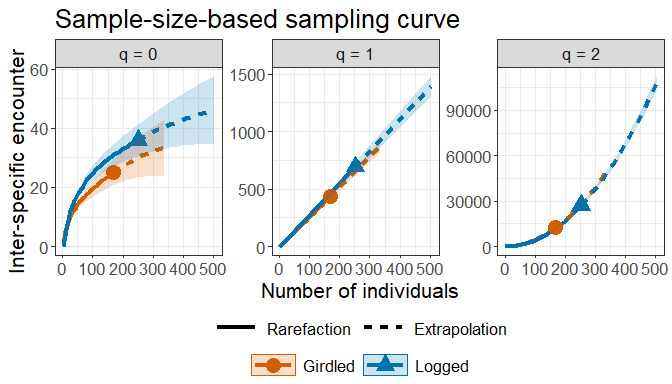 Sample-size-based sampling curve
q = 0 q = 1 q = 2
Inter-specific encounter
60
40
20
0
1500
1000
500
0
90000
60000
30000
0
0 100 200 300 400 500 0 100 200 300 400 500 0 100 200 300 400 500
Number of individuals
Rarefaction Extrapolation
Girdled Logged